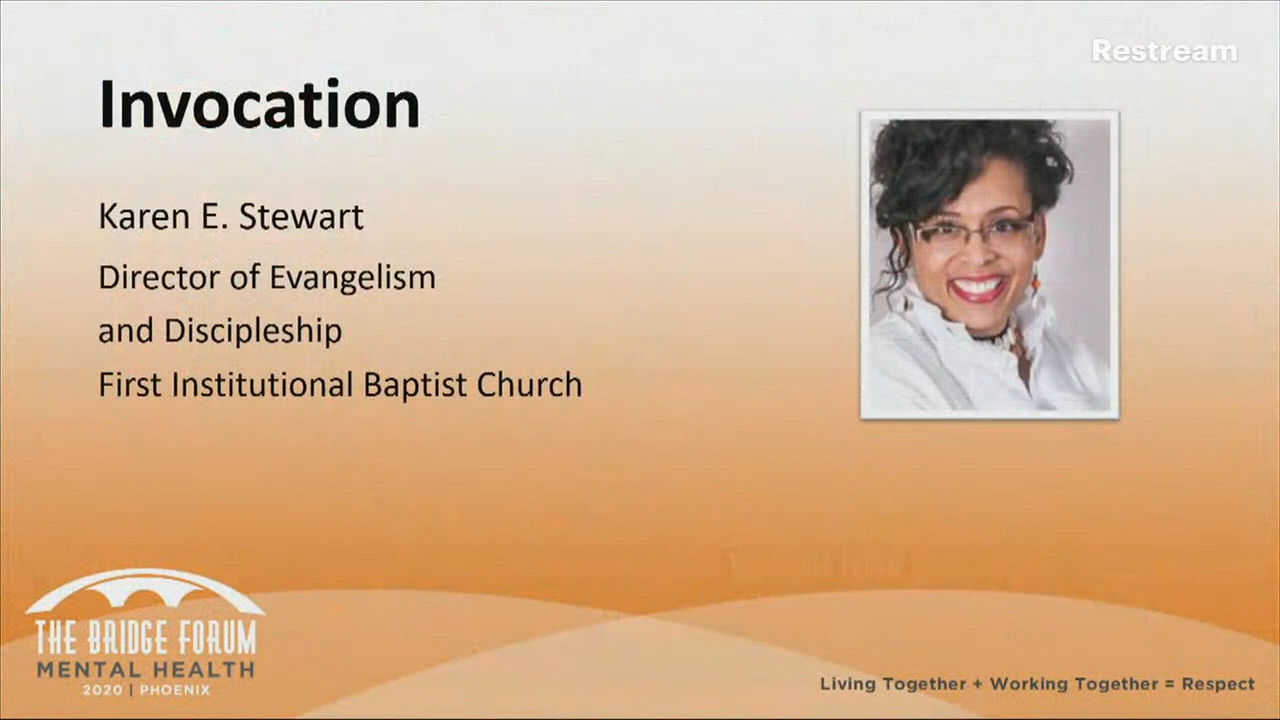 Restream
Invocation
Karen E. Stewart
Director of Evangelism
and Discipleship
First Institutional Baptist Church
THE BRIDGE FORUM
MENTAL HEALTH
2020 | PHOENIX
Living Together + Working Together = Respect